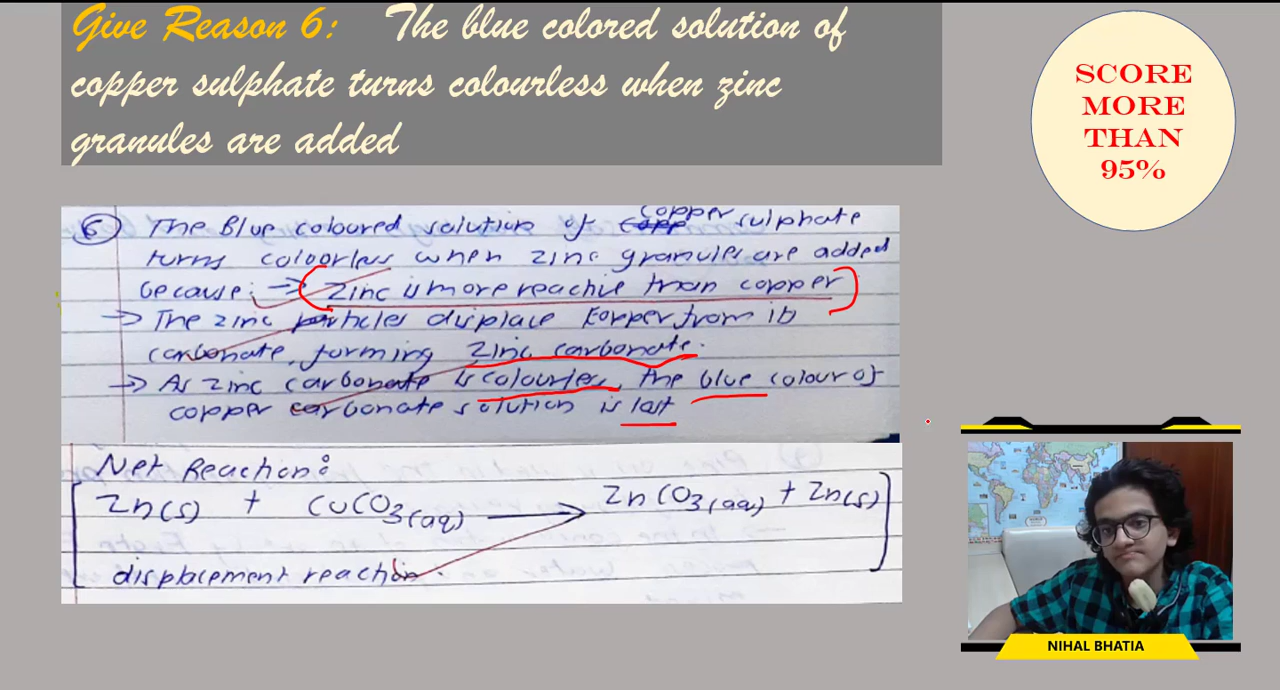 Give Reason 6: The blue colored solution of
copper sulphate turns colourless when zinc
granules are added
SCORE
MORE
THAN
95%
6 The Blue coloured solution of copper sulphate
turns colourless when zinc granules are added
because: → (Zinc is more reactive than copper)
→ The zinc particles displace copper from its
carbonate, forming zinc carbonate.
→ As zinc carbonate is colourless, the blue colour of
copper carbonate solution is last
Net Reaction:
Zn(s) + CuCO3(aq) → ZnCO3(aq) + Zn(s)
displacement reaction.
NIHAL BHATIA